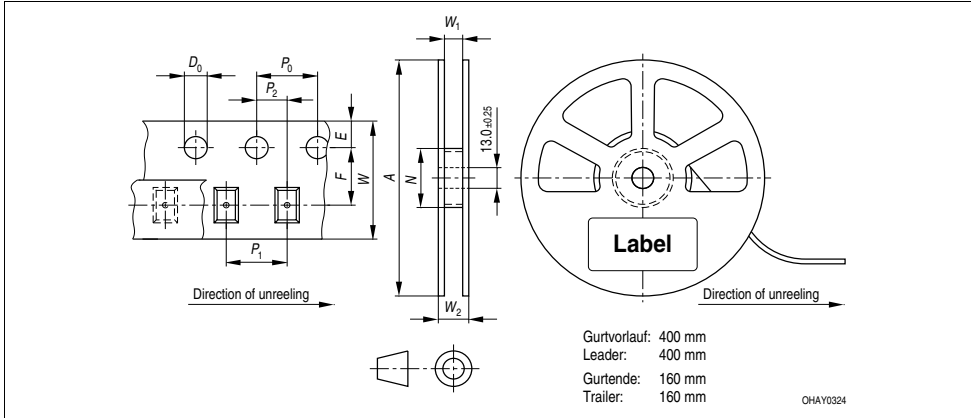 W1
D0
P0
P2
E
F
W
A
N
13.0±0.25
P1
W2
Label
Direction of unreeling
Direction of unreeling
Gurtvorlauf: 400 mm
Leader: 400 mm
Gurtende: 160 mm
Trailer: 160 mm
OHAY0324